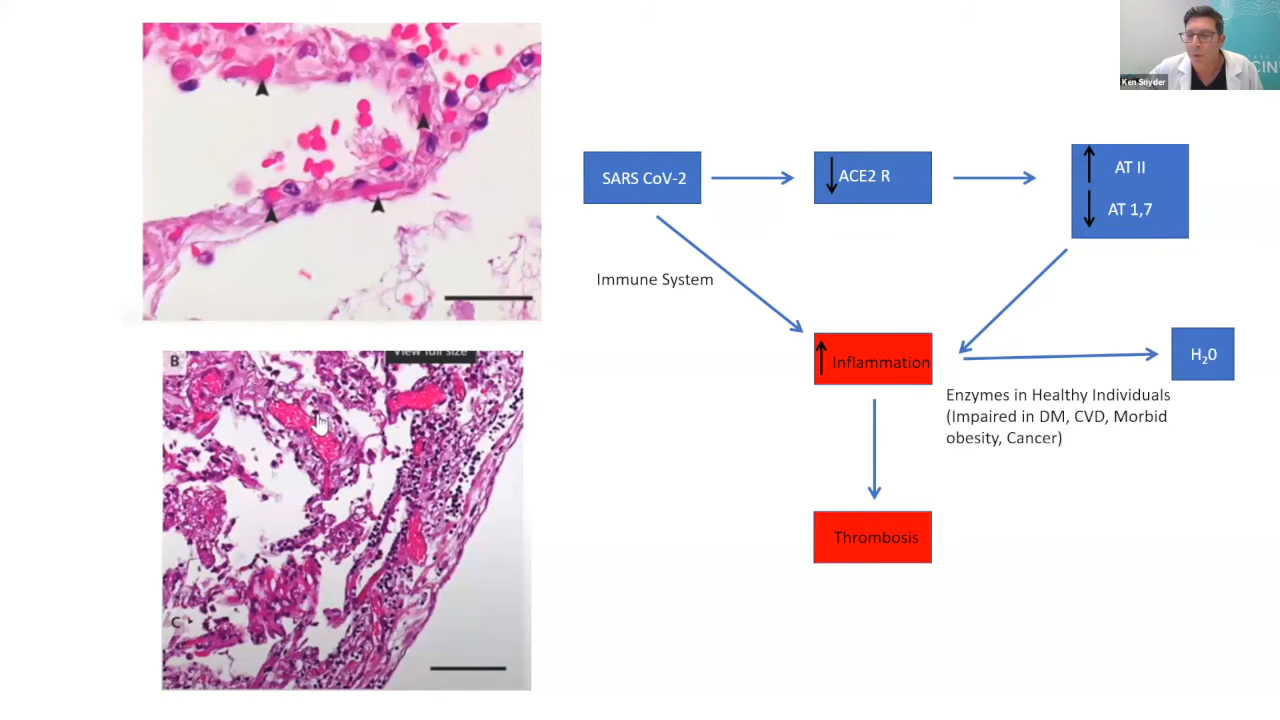 Ken Snyder
CIN
SARS CoV-2
ACE2 R
AT II
AT 1,7
Immune System
Inflammation
H₂0
Enzymes in Healthy Individuals
(Impaired in DM, CVD, Morbid
obesity, Cancer)
Thrombosis
View full size
B
C